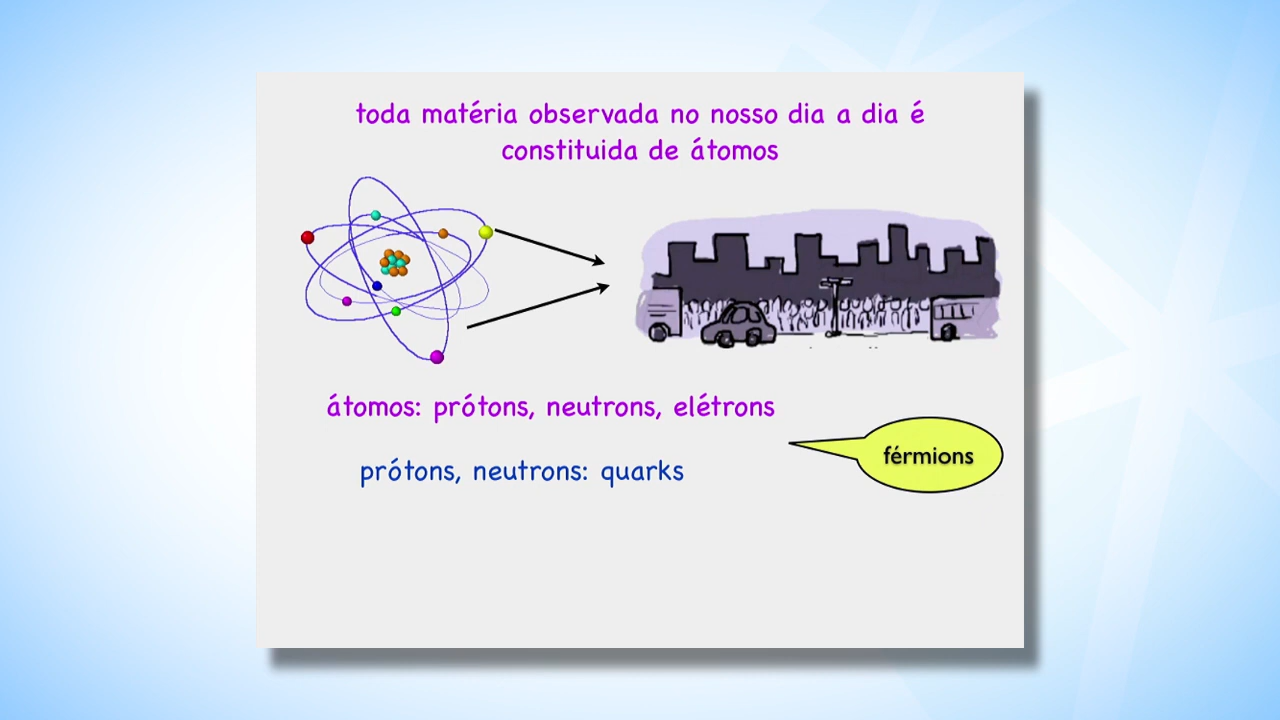 toda matéria observada no nosso dia a dia é
constituida de átomos
átomos: prótons, neutrons, elétrons
férmions
prótons, neutrons: quarks